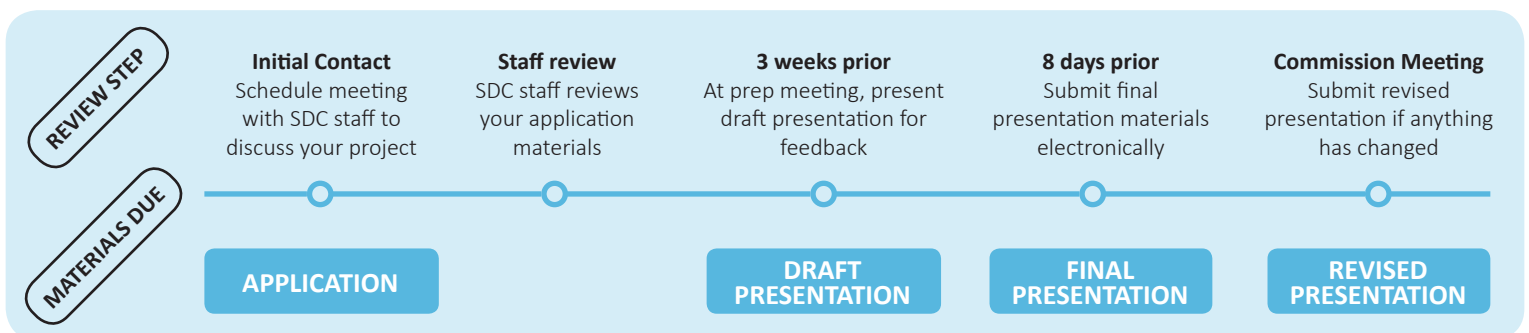 REVIEW STEP
Initial Contact
Schedule meeting
with SDC staff to
discuss your project
Staff review
SDC staff reviews
your application
materials
3 weeks prior
At prep meeting, present
draft presentation for
feedback
8 days prior
Submit final
presentation materials
electronically
Commission Meeting
Submit revised
presentation if anything
has changed
MATERIALS DUE
APPLICATION
DRAFT
PRESENTATION
FINAL
PRESENTATION
REVISED
PRESENTATION